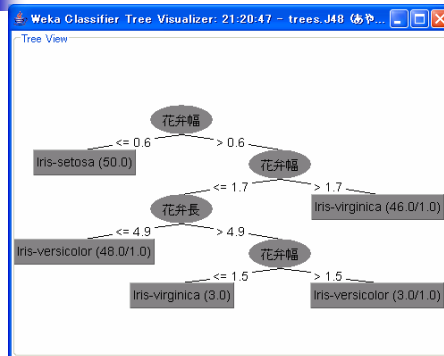 Weka Classifier Tree Visualizer: 21:20:47 - trees.J48 (あや...
Tree View
花弁幅
<= 0.6 > 0.6
Iris-setosa (50.0) 花弁幅
<= 1.7 > 1.7
花弁長 Iris-virginica (46.0/1.0)
<= 4.9 > 4.9
Iris-versicolor (48.0/1.0) 花弁幅
<= 1.5 > 1.5
Iris-virginica (3.0) Iris-versicolor (3.0/1.0)